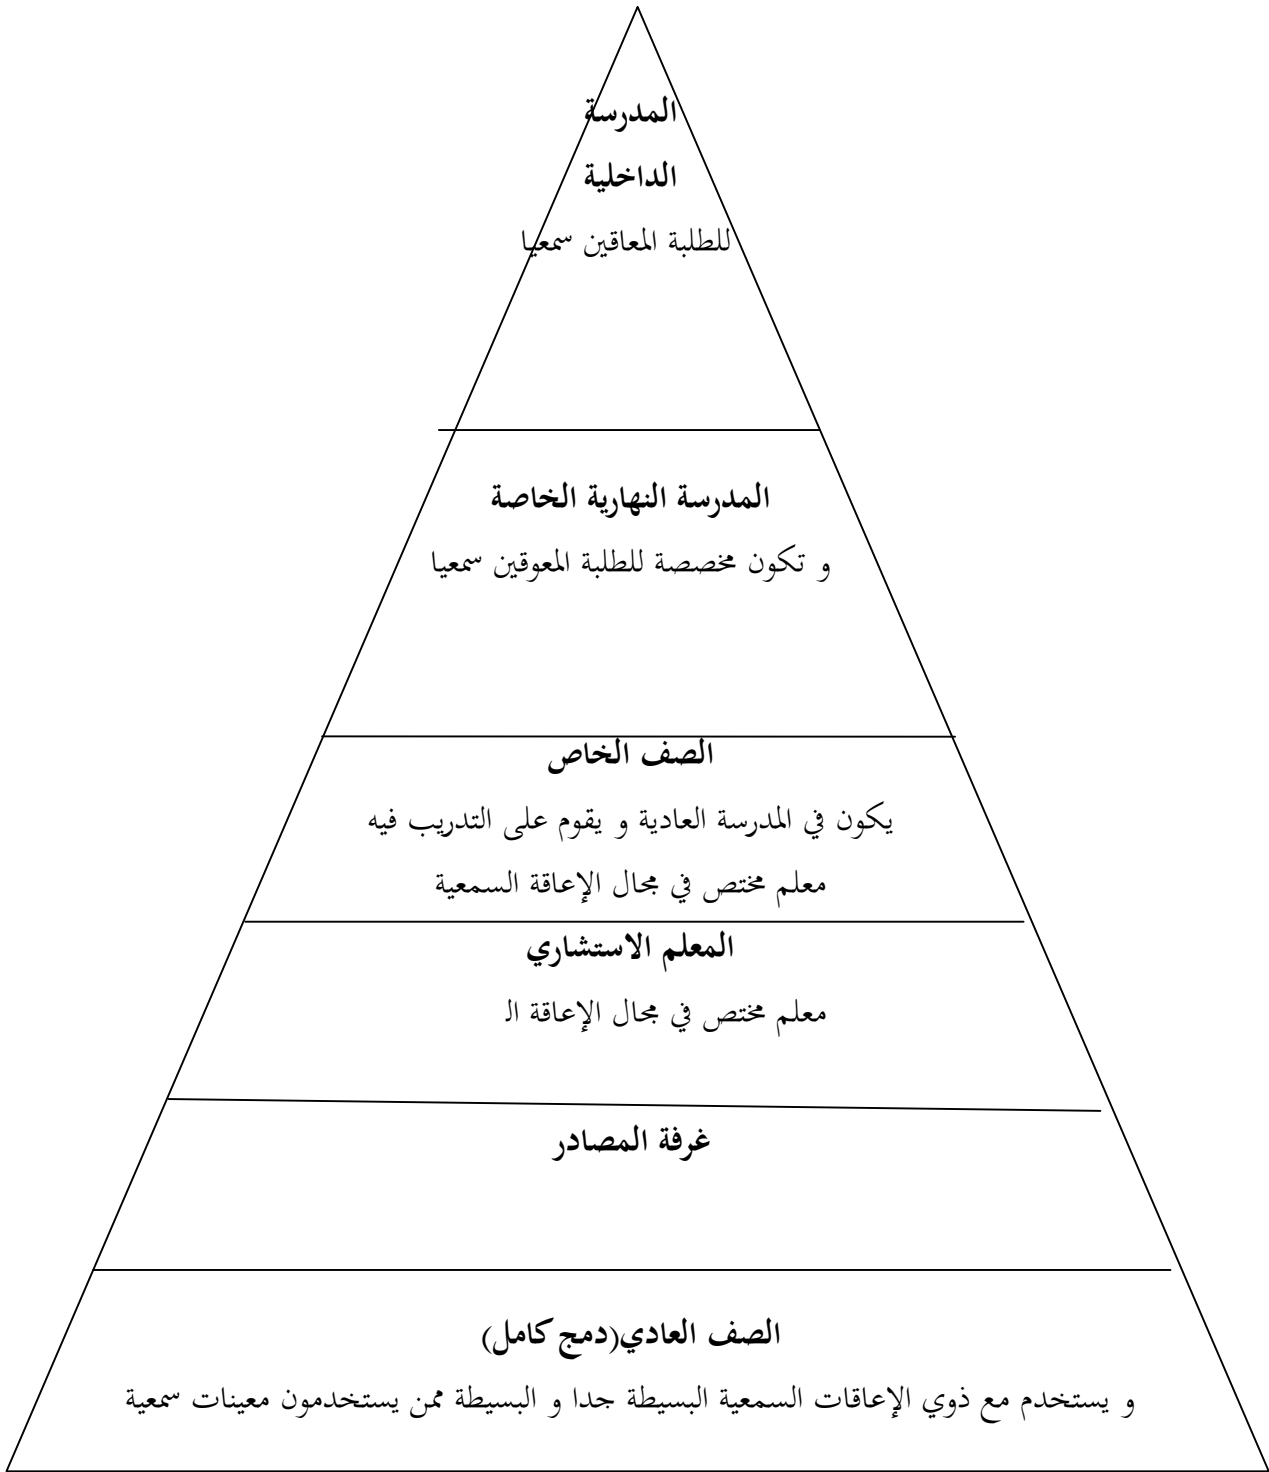 المدرسة
الداخلية
للطلبة المعاقين سمعيا
المدرسة النهارية الخاصة
و تكون مخصصة للطلبة المعوقين سمعيا
الصف الخاص
يكون في المدرسة العادية و يقوم على التدريب فيه
معلم مختص في مجال الإعاقة السمعية
المعلم الاستشاري
معلم مختص في مجال الإعاقة ال
غرفة المصادر
الصف العادي(دمج كامل)
و يستخدم مع ذوي الإعاقات السمعية البسيطة جدا و البسيطة ممن يستخدمون معينات سمعية